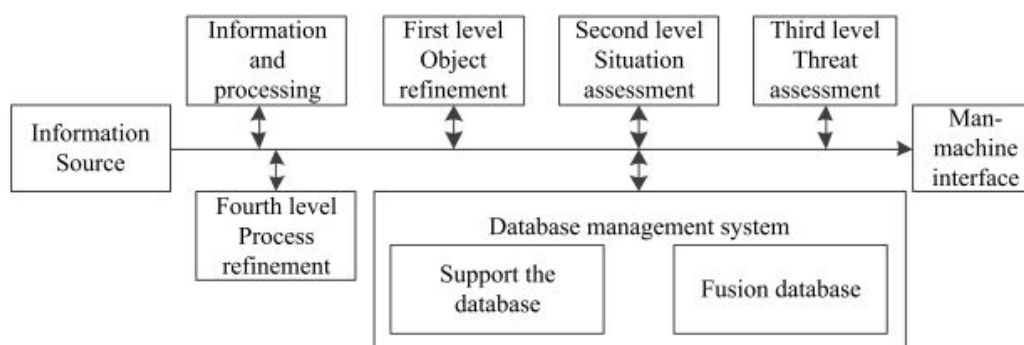 Information
and
processing
First level
Object
refinement
Second level
Situation
assessment
Third level
Threat
assessment
Information
Source
Man-
machine
interface
Fourth level
Process
refinement
Database management system
Support the
database
Fusion database